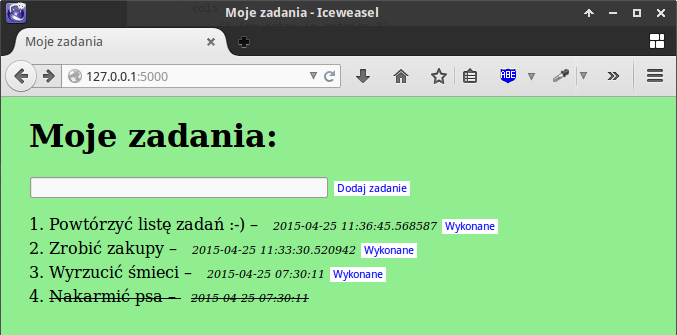 Moje zadania - Iceweasel
Moje zadania
127.0.0.1:5000
ABE
Moje zadania:
Dodaj zadanie
1. Powtórzyć listę zadań :-) – 2015-04-25 11:36:45.568587 Wykonane
2. Zrobić zakupy – 2015-04-25 11:33:30.520942 Wykonane
3. Wyrzucić śmieci – 2015-04-25 07:30:11 Wykonane
4. Nakarmić psa – 2015-04-25 07:30:11